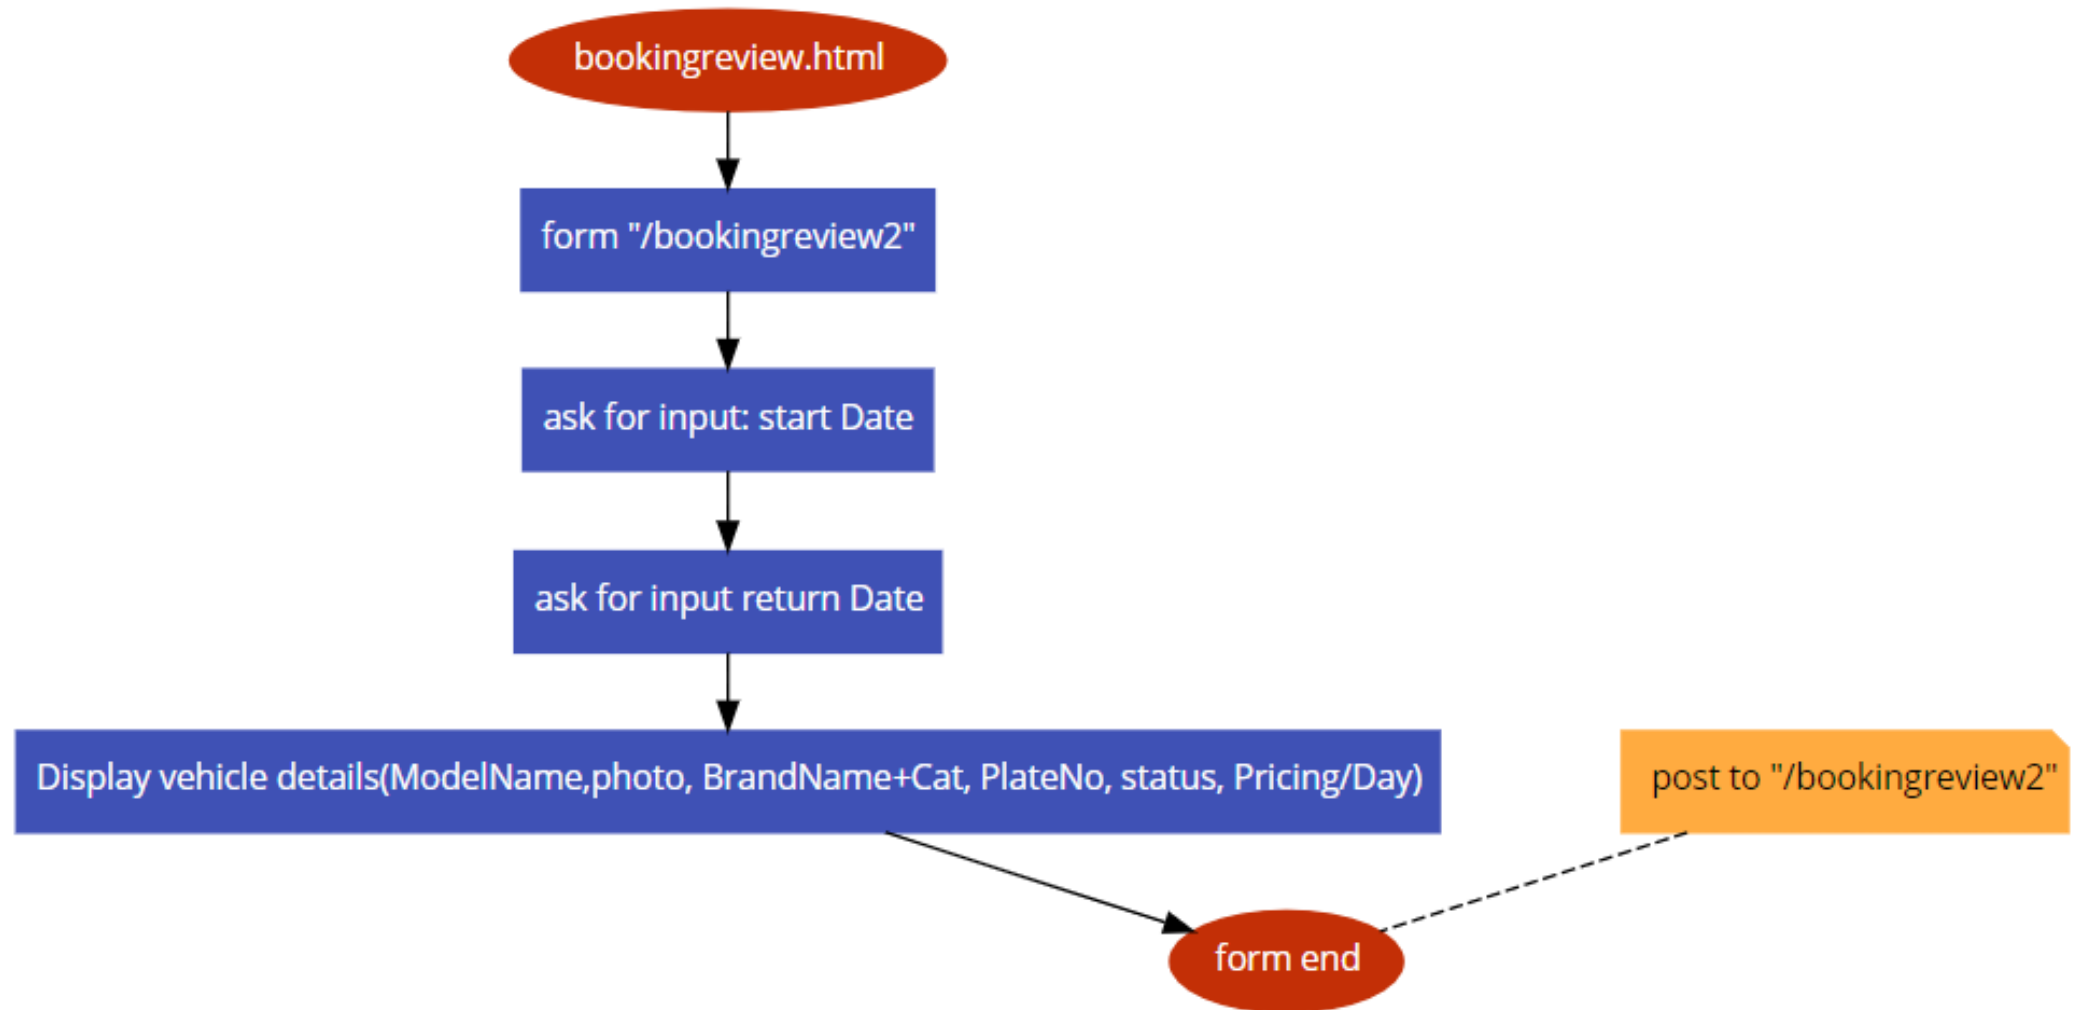 bookingreview.html
form "/bookingreview2"
ask for input: start Date
ask for input return Date
Display vehicle details(ModelName,photo, BrandName+Cat, PlateNo, status, Pricing/Day)
post to "/bookingreview2"
form end